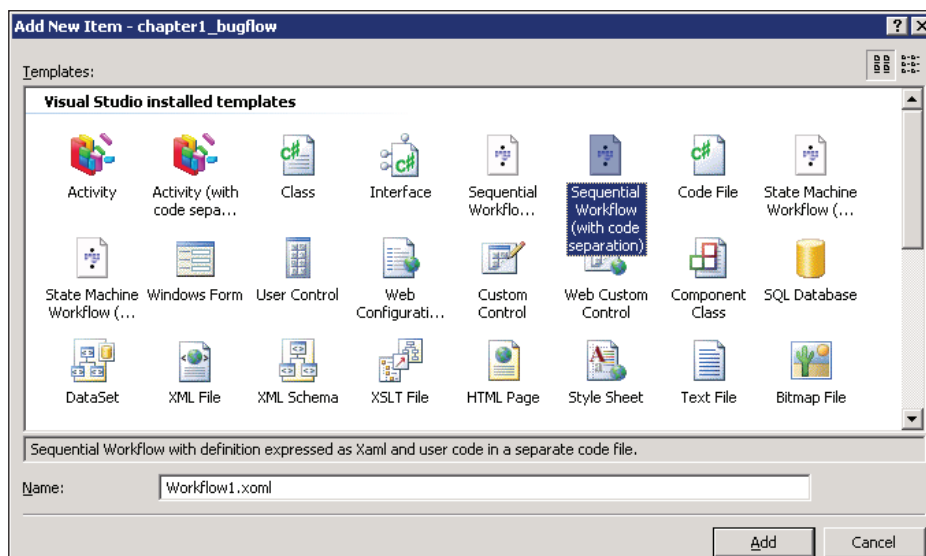 Add New Item - chapter1_bugflow
Templates:
Visual Studio installed templates
Activity
Activity (with
code sepa...
Class
Interface
Sequential
Workflo...
Sequential
Workflow
(with code
separation)
Code File
State Machine
Workflow (...
State Machine
Workflow (...
Windows Form
User Control
Web
Configurati...
Custom
Control
Web Custom
Control
Component
Class
SQL Database
DataSet
XML File
XML Schema
XSLT File
HTML Page
Style Sheet
Text File
Bitmap File
Sequential Workflow with definition expressed as Xaml and user code in a separate code file.
Name:
Workflow1.xoml
Add
Cancel